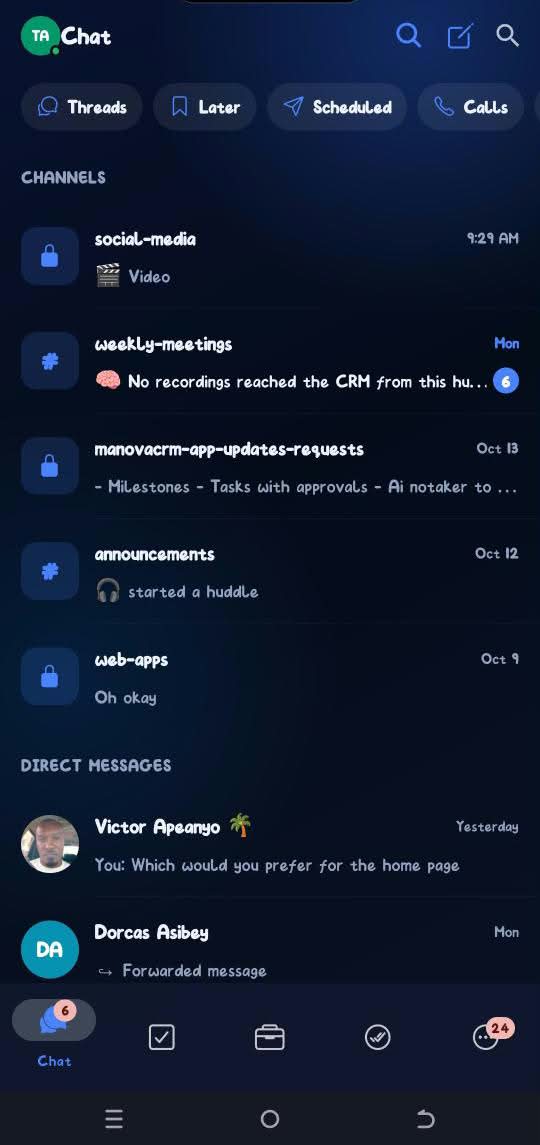 TA Chat
Threads Later Scheduled Calls
CHANNELS
social-media 9:29 AM
🎬 Video
weekly-meetings Mon
🧠 No recordings reached the CRM from this hu... 6
manovacrm-app-updates-requests Oct 13
- Milestones - Tasks with approvals - Ai notaker to ...
announcements Oct 12
🎧 started a huddle
web-apps Oct 9
Oh okay
DIRECT MESSAGES
Victor Apeanyo 🌴 Yesterday
You: Which would you prefer for the home page
Dorcas Asibey Mon
DA
↪ Forwarded message
6 24
Chat